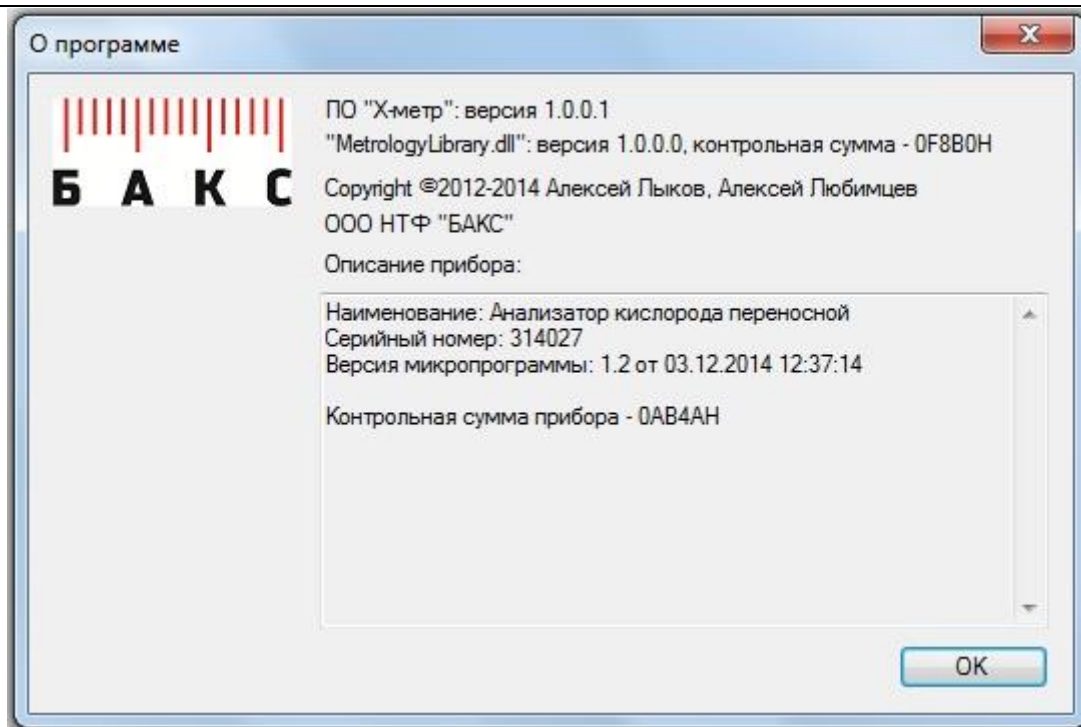 О программе
БАКС
ПО "Х-метр": версия 1.0.0.1
"MetrologyLibrary.dll": версия 1.0.0.0, контрольная сумма - 0F8B0H
Copyright ©2012-2014 Алексей Лыков, Алексей Любимцев
ООО НТФ "БАКС"
Описание прибора:
Наименование: Анализатор кислорода переносной
Серийный номер: 314027
Версия микропрограммы: 1.2 от 03.12.2014 12:37:14
Контрольная сумма прибора - 0AB4AH
OK